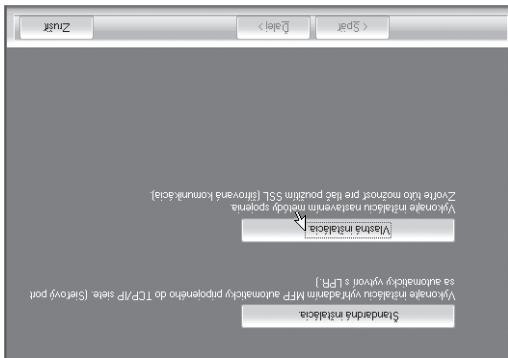 Štandardná inštalácia.
Vykonajte inštaláciu vyhľadaním MFP automaticky pripojeného do TCP/IP siete. (Sieťový port
sa automaticky vytvorí s LPR.)
Vlastná inštalácia.
Vykonajte inštaláciu nastavením metódy spojenia.
Zvoľte túto možnosť pre tlač použitím SSL (šifrovaná komunikácia).
< Späť
Ďalej >
Zrušiť